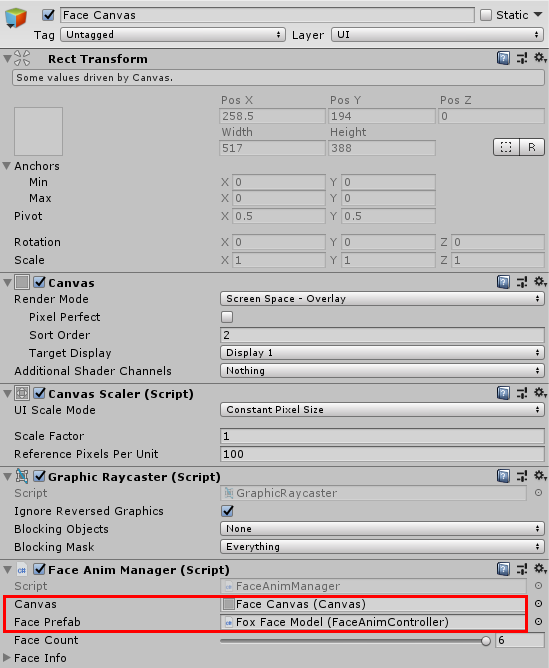 Face Canvas Static
Tag Untagged Layer UI
Rect Transform
Some values driven by Canvas.
Pos X Pos Y Pos Z
258.5 194 0
Width Height
517 388
R
Anchors
Min X 0 Y 0
Max X 0 Y 0
Pivot X 0.5 Y 0.5
Rotation X 0 Y 0 Z 0
Scale X 1 Y 1 Z 1
Canvas
Render Mode Screen Space - Overlay
Pixel Perfect
Sort Order 2
Target Display Display 1
Additional Shader Channels Nothing
Canvas Scaler (Script)
UI Scale Mode Constant Pixel Size
Scale Factor 1
Reference Pixels Per Unit 100
Graphic Raycaster (Script)
Script GraphicRaycaster
Ignore Reversed Graphics
Blocking Objects None
Blocking Mask Everything
Face Anim Manager (Script)
Script FaceAnimManager
Canvas Face Canvas (Canvas)
Face Prefab Fox Face Model (FaceAnimController)
Face Count 6
Face Info